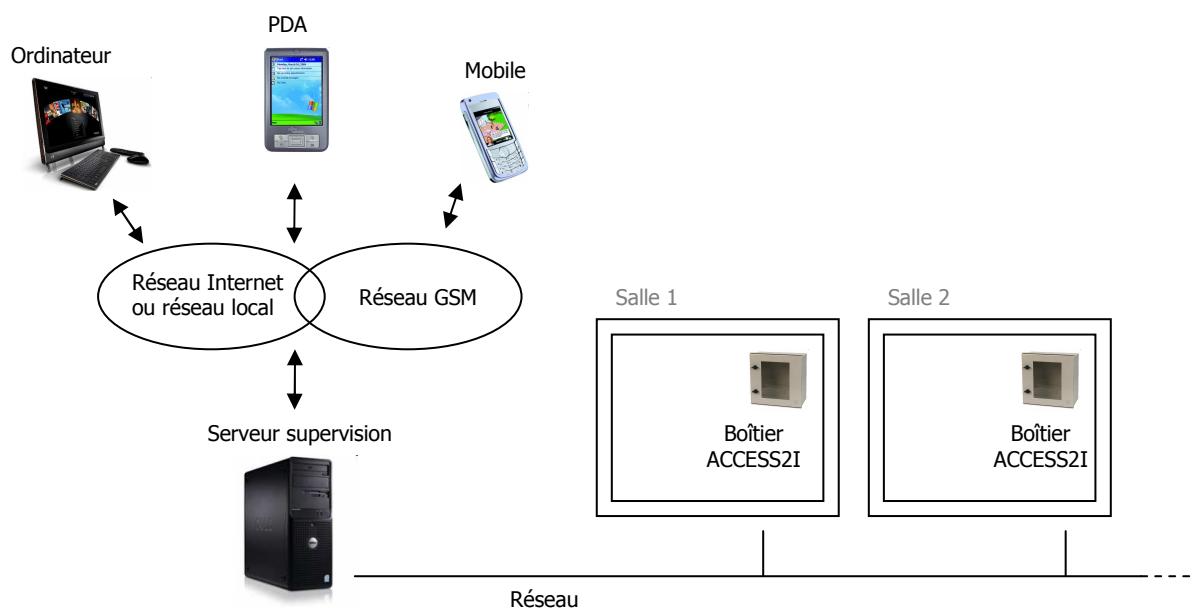 PDA
Ordinateur
Mobile
Réseau Internet
ou réseau local
Réseau GSM
Salle 1
Salle 2
Serveur supervision
Boîtier
ACCESS2I
Boîtier
ACCESS2I
Réseau